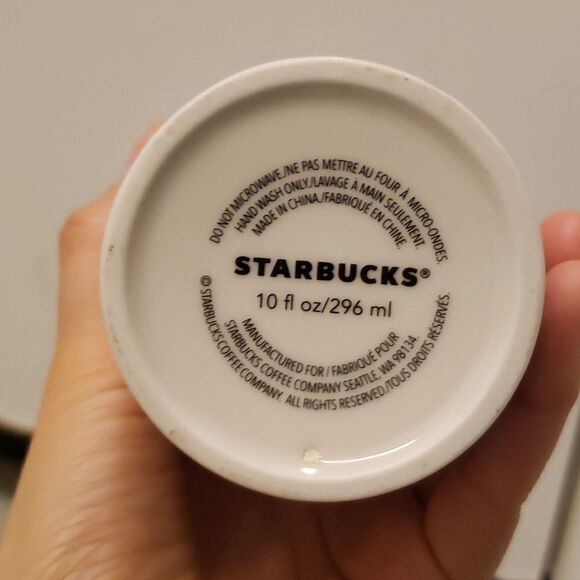 DO NOT MICROWAVE./NE PAS METTRE AU FOUR À MICRO-ONDES.
HAND WASH ONLY./LAVAGE À MAIN SEULEMENT.
MADE IN CHINA./FABRIQUÉ EN CHINE.
STARBUCKS®
10 fl oz/296 ml
MANUFACTURED FOR / FABRIQUÉ POUR
STARBUCKS COFFEE COMPANY SEATTLE, WA 98134.
© STARBUCKS COFFEE COMPANY. ALL RIGHTS RESERVED./TOUS DROITS RÉSERVÉS.